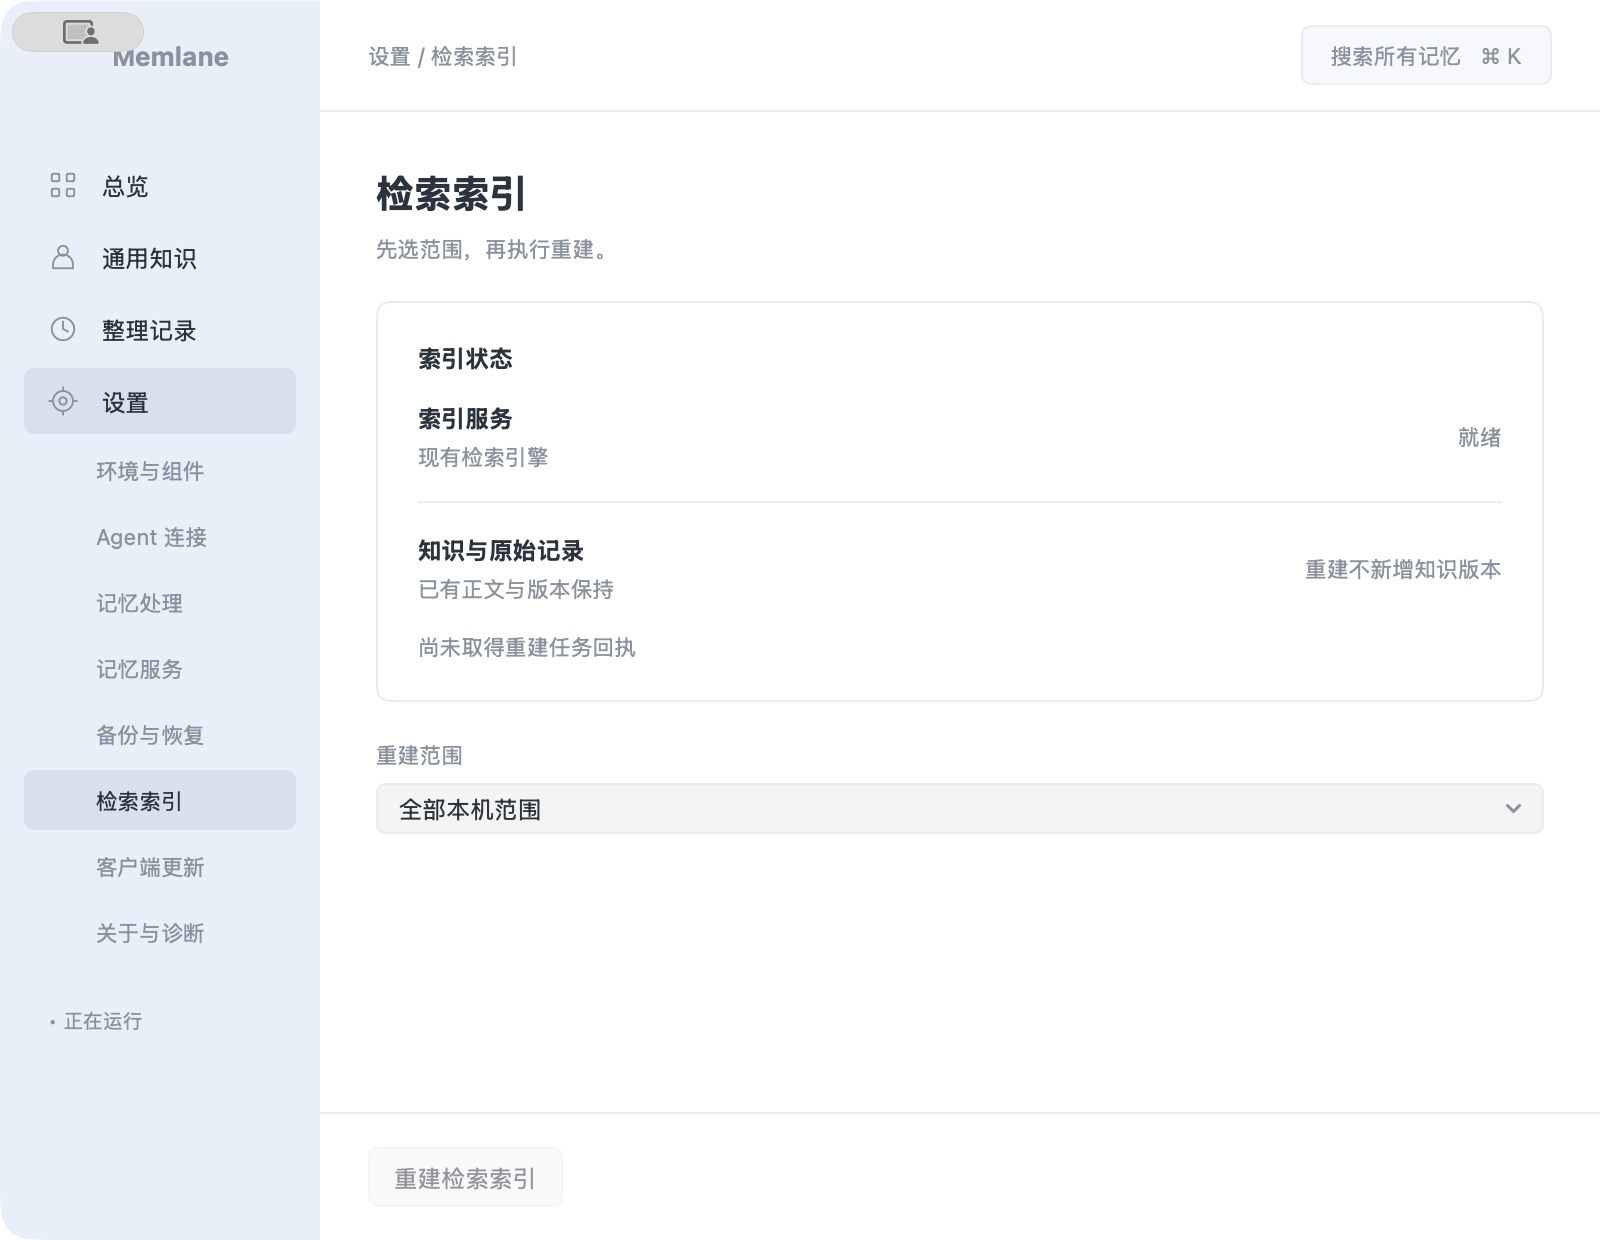 Memlane
总览
通用知识
整理记录
设置
环境与组件
Agent 连接
记忆处理
记忆服务
备份与恢复
检索索引
客户端更新
关于与诊断
• 正在运行
设置 / 检索索引
搜索所有记忆 ⌘ K
检索索引
先选范围，再执行重建。
索引状态
索引服务
现有检索引擎
就绪
知识与原始记录
已有正文与版本保持
重建不新增知识版本
尚未取得重建任务回执
重建范围
全部本机范围
重建检索索引